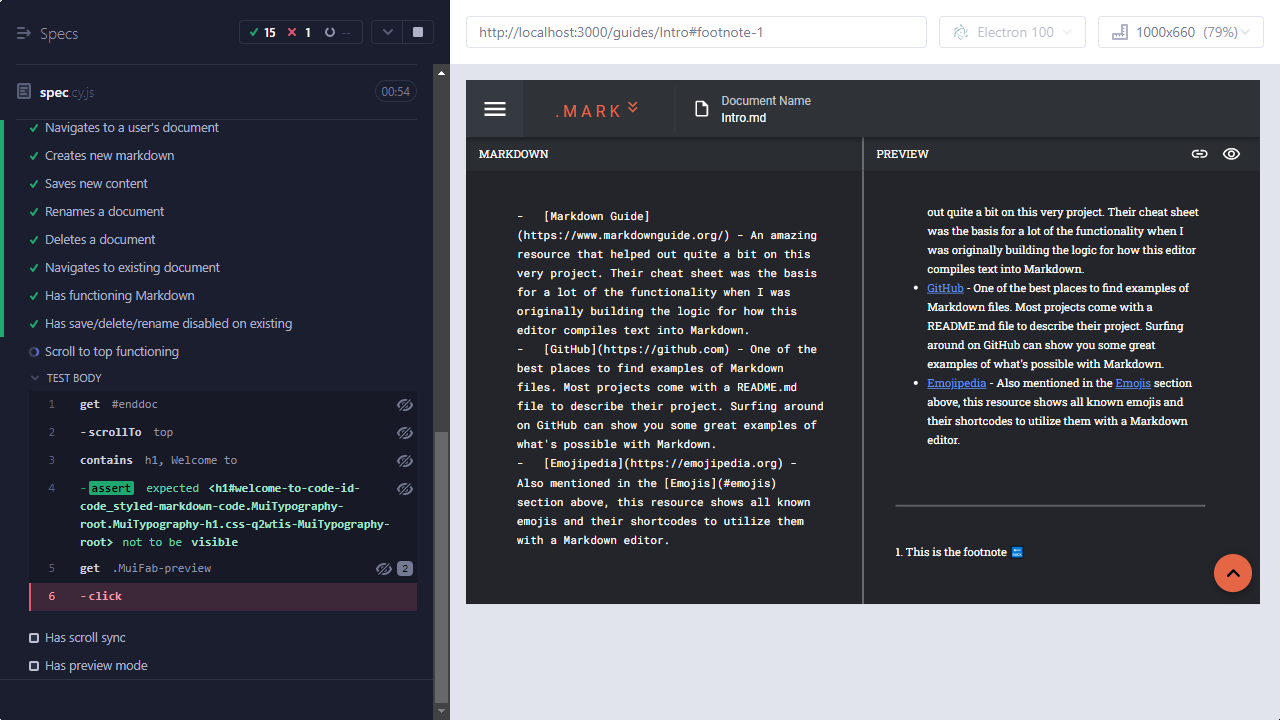 Specs
15
1
--
spec.cy.js
00:54
Navigates to a user's document
Creates new markdown
Saves new content
Renames a document
Deletes a document
Navigates to existing document
Has functioning Markdown
Has save/delete/rename disabled on existing
Scroll to top functioning
TEST BODY
1 get #enddoc
2 -scrollTo top
3 contains h1, Welcome to
4 -assert expected <h1#welcome-to-code-id-
code_styled-markdown-code.MuiTypography-
root.MuiTypography-h1.css-q2wtis-MuiTypography-
root> not to be visible
5 get .MuiFab-preview 2
6 -click
Has scroll sync
Has preview mode
http://localhost:3000/guides/Intro#footnote-1
Electron 100
1000x660 (79%)
.MARK
Document Name
Intro.md
MARKDOWN
- [Markdown Guide]
(https://www.markdownguide.org/) - An amazing
resource that helped out quite a bit on this
very project. Their cheat sheet was the basis
for a lot of the functionality when I was
originally building the logic for how this
editor compiles text into Markdown.
- [GitHub](https://github.com) - One of the
best places to find examples of Markdown
files. Most projects come with a README.md
file to describe their project. Surfing around
on GitHub can show you some great examples of
what's possible with Markdown.
- [Emojipedia](https://emojipedia.org) -
Also mentioned in the [Emojis](#emojis)
section above, this resource shows all known
emojis and their shortcodes to utilize them
with a Markdown editor.
PREVIEW
out quite a bit on this very project. Their cheat sheet
was the basis for a lot of the functionality when I
was originally building the logic for how this editor
compiles text into Markdown.
• GitHub - One of the best places to find examples of
Markdown files. Most projects come with a
README.md file to describe their project. Surfing
around on GitHub can show you some great
examples of what's possible with Markdown.
• Emojipedia - Also mentioned in the Emojis section
above, this resource shows all known emojis and
their shortcodes to utilize them with a Markdown
editor.
1. This is the footnote 🔙